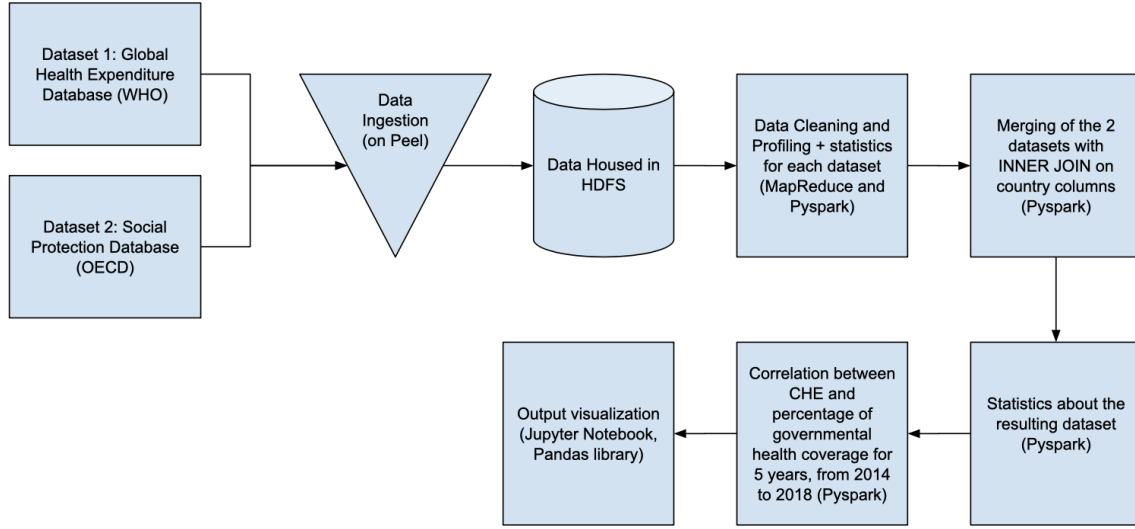 Dataset 1: Global
Health Expenditure
Database (WHO)
Dataset 2: Social
Protection Database
(OECD)
Data
Ingestion
(on Peel)
Data Housed in
HDFS
Data Cleaning and
Profiling + statistics
for each dataset
(MapReduce and
Pyspark)
Merging of the 2
datasets with
INNER JOIN on
country columns
(Pyspark)
Statistics about the
resulting dataset
(Pyspark)
Correlation between
CHE and
percentage of
governmental
health coverage for
5 years, from 2014
to 2018 (Pyspark)
Output visualization
(Jupyter Notebook,
Pandas library)